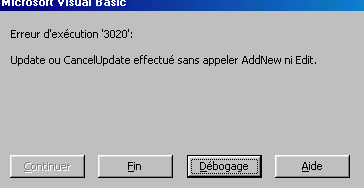 Microsoft Visual Basic
Erreur d'exécution '3020':
Update ou CancelUpdate effectué sans appeler AddNew ni Edit.
Continuer
Fin
Débogage
Aide